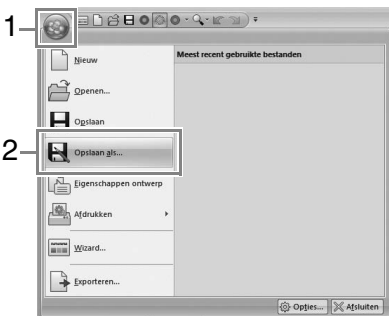 1
Meest recent gebruikte bestanden
Nieuw
Openen...
Opslaan
2
Opslaan als...
Eigenschappen ontwerp
Afdrukken
Wizard...
Exporteren...
Opties...
Afsluiten